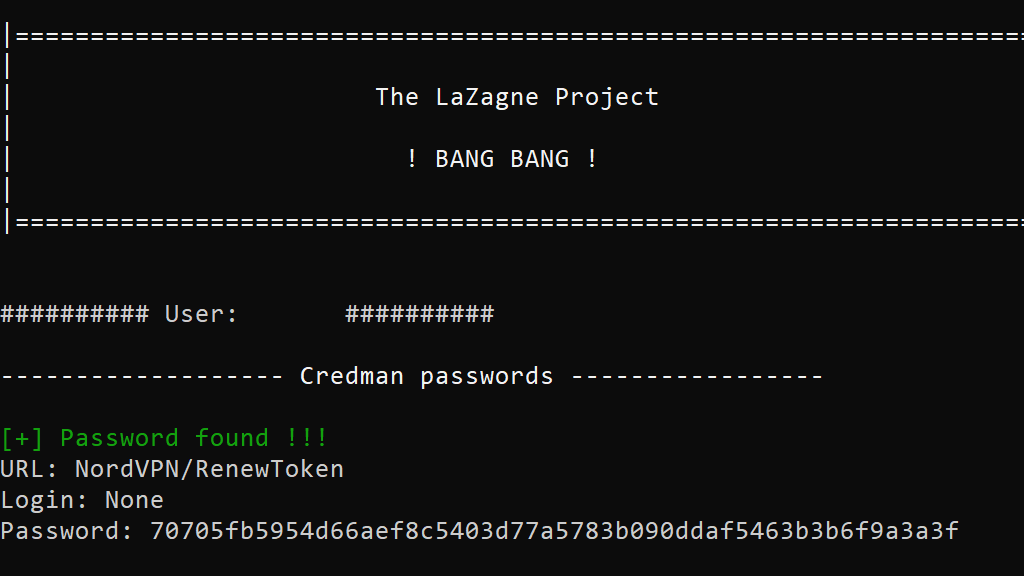 |===================================================================
|
|                        The LaZagne Project
|
|                          ! BANG BANG !
|
|===================================================================
########## User:       ##########
------------------- Credman passwords -----------------
[+] Password found !!!
URL: NordVPN/RenewToken
Login: None
Password: 70705fb5954d66aef8c5403d77a5783b090ddaf5463b3b6f9a3a3f